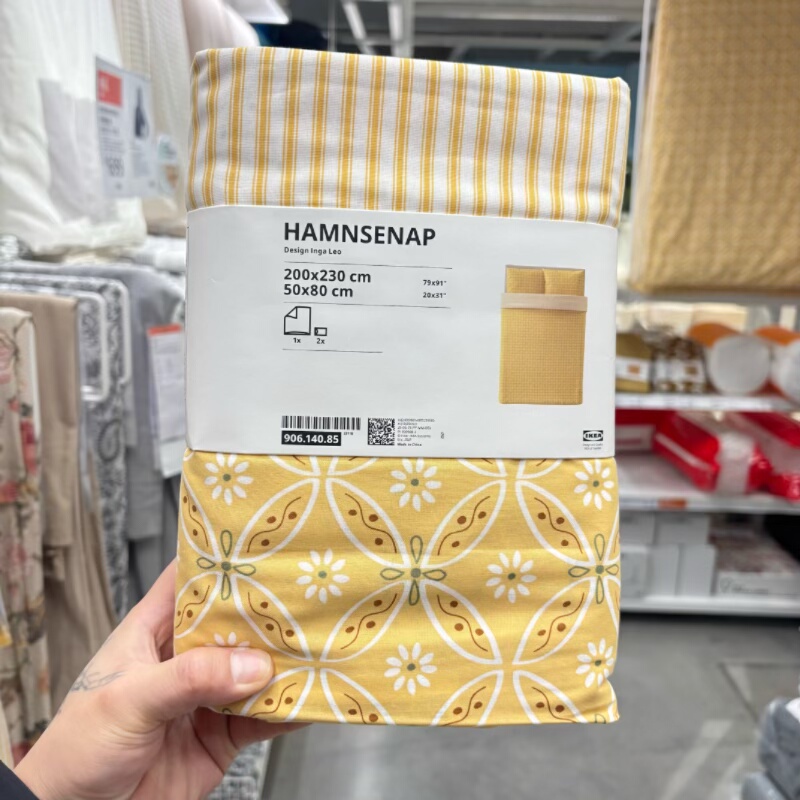 HAMNSENAP
Design Inga Leo
200x230 cm 79x91"
50x80 cm 20x31"
1x 2x
906.140.85
IKEA
Made in China